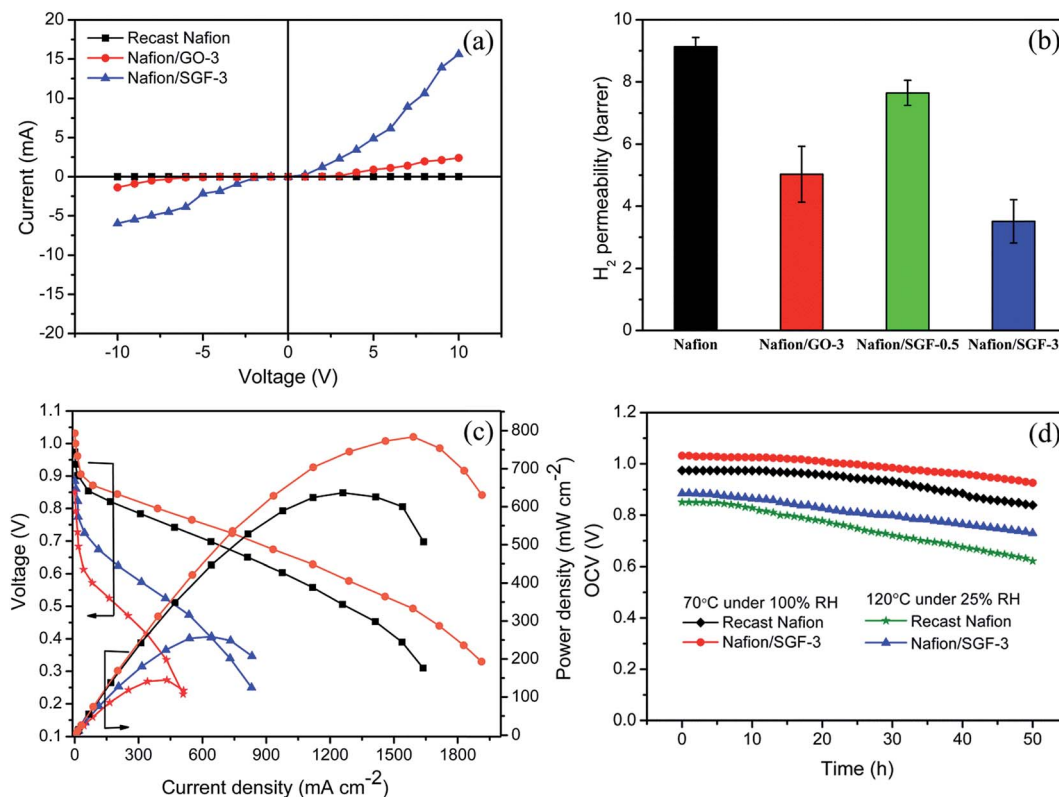 (a)
Recast Nafion
Nafion/GO-3
Nafion/SGF-3
20
15
10
5
0
-5
-10
-15
-20
Current (mA)
-10 -5 0 5 10
Voltage (V)
(b)
10
8
6
4
2
0
H2 permeability (barrer)
Nafion Nafion/GO-3 Nafion/SGF-0.5 Nafion/SGF-3
(c)
1.1
1.0
0.9
0.8
0.7
0.6
0.5
0.4
0.3
0.2
0.1
Voltage (V)
800
700
600
500
400
300
200
100
0
Power density (mW cm-2)
0 300 600 900 1200 1500 1800
Current density (mA cm-2)
(d)
1.2
1.0
0.8
0.6
0.4
0.2
0.0
OCV (V)
70°C under 100% RH 120°C under 25% RH
Recast Nafion Recast Nafion
Nafion/SGF-3 Nafion/SGF-3
0 10 20 30 40 50
Time (h)